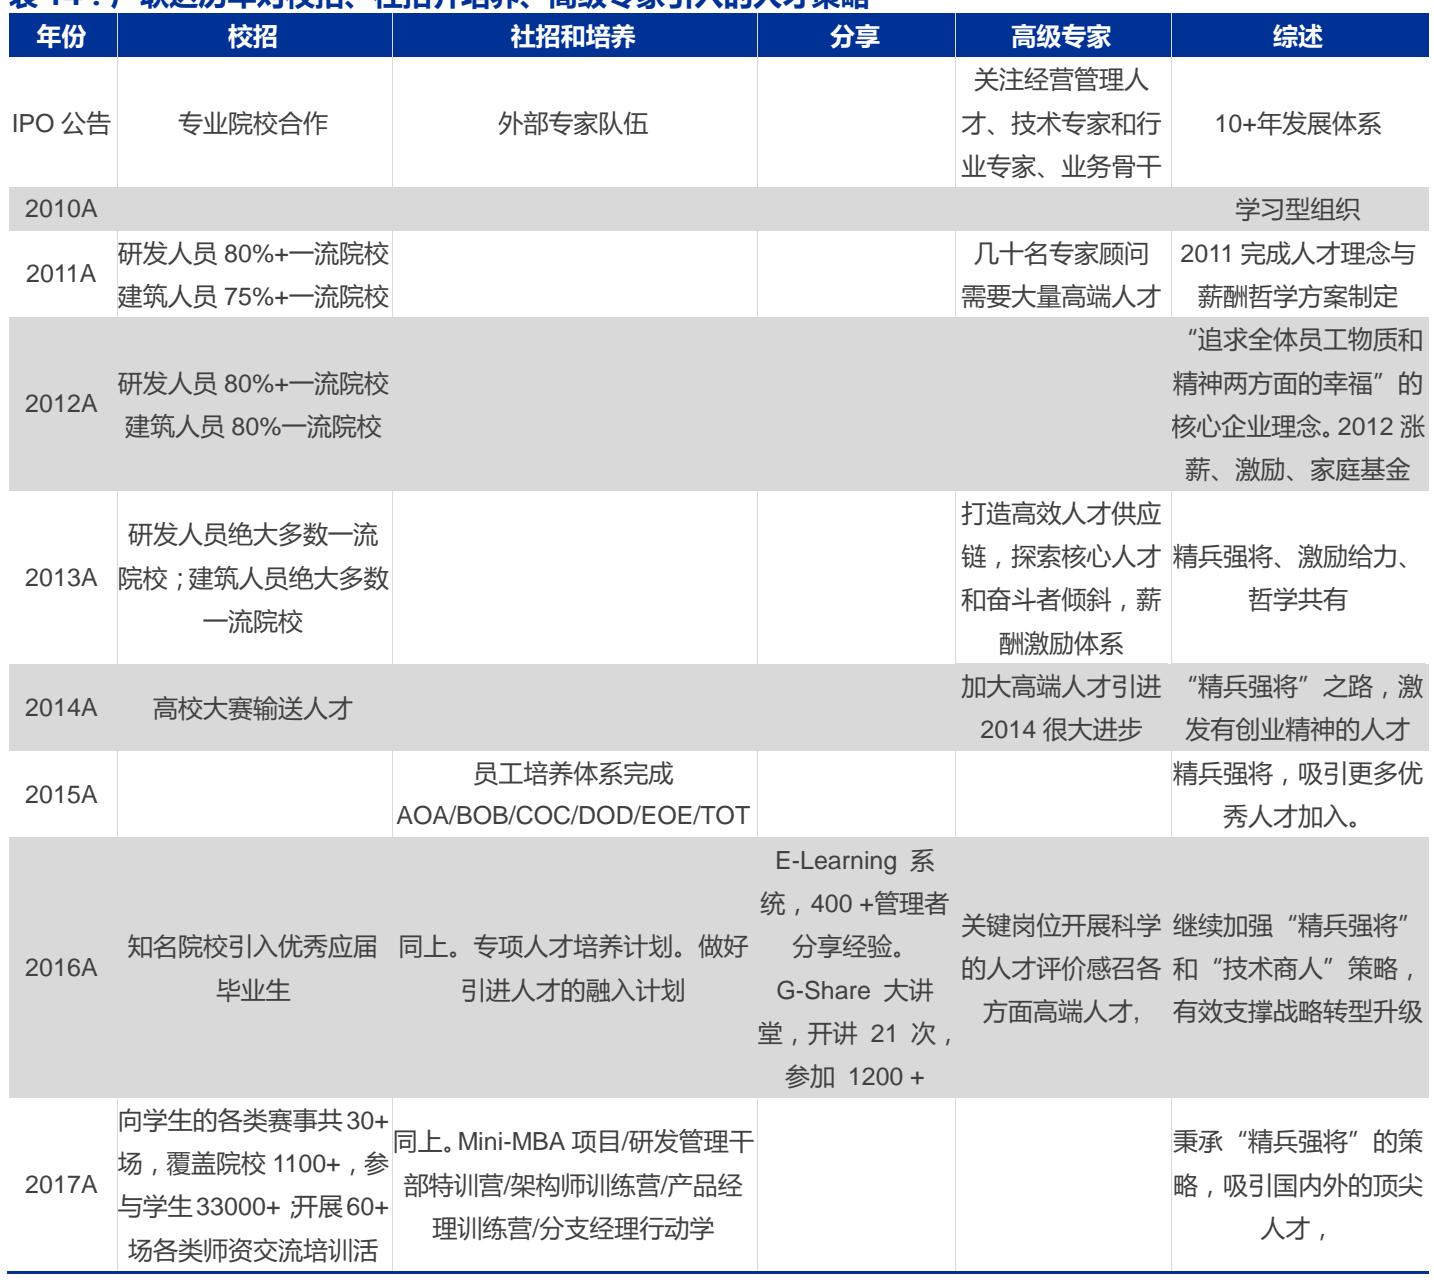 年份
校招
社招和培养
分享
高级专家
综述
IPO 公告
专业院校合作
外部专家队伍
关注经营管理人
才、技术专家和行
业专家、业务骨干
10+年发展体系
2010A
学习型组织
2011A
研发人员 80%+一流院校
建筑人员 75%+一流院校
几十名专家顾问
需要大量高端人才
2011 完成人才理念与
薪酬哲学方案制定
2012A
研发人员 80%+一流院校
建筑人员 80%一流院校
“追求全体员工物质和
精神两方面的幸福”的
核心企业理念。2012 涨
薪、激励、家庭基金
2013A
研发人员绝大多数一流
院校；建筑人员绝大多数
一流院校
打造高效人才供应
链，探索核心人才
和奋斗者倾斜，薪
酬激励体系
精兵强将、激励给力、
哲学共有
2014A
高校大赛输送人才
加大高端人才引进
2014 很大进步
“精兵强将”之路，激
发有创业精神的人才
2015A
员工培养体系完成
AOA/BOB/COC/DOD/EOE/TOT
精兵强将，吸引更多优
秀人才加入。
2016A
知名院校引入优秀应届
毕业生
同上。专项人才培养计划。做好
引进人才的融入计划
E-Learning 系
统，400 +管理者
分享经验。
G-Share 大讲
堂，开讲 21 次，
参加 1200 +
关键岗位开展科学
的人才评价感召各
方面高端人才,
继续加强“精兵强将”
和“技术商人”策略，
有效支撑战略转型升级
2017A
向学生的各类赛事共 30+
场，覆盖院校 1100+，参
与学生 33000+ ;开展 60+
场各类师资交流培训活
同上。Mini-MBA 项目/研发管理干
部特训营/架构师训练营/产品经
理训练营/分支经理行动学
秉承“精兵强将”的策
略，吸引国内外的顶尖
人才，